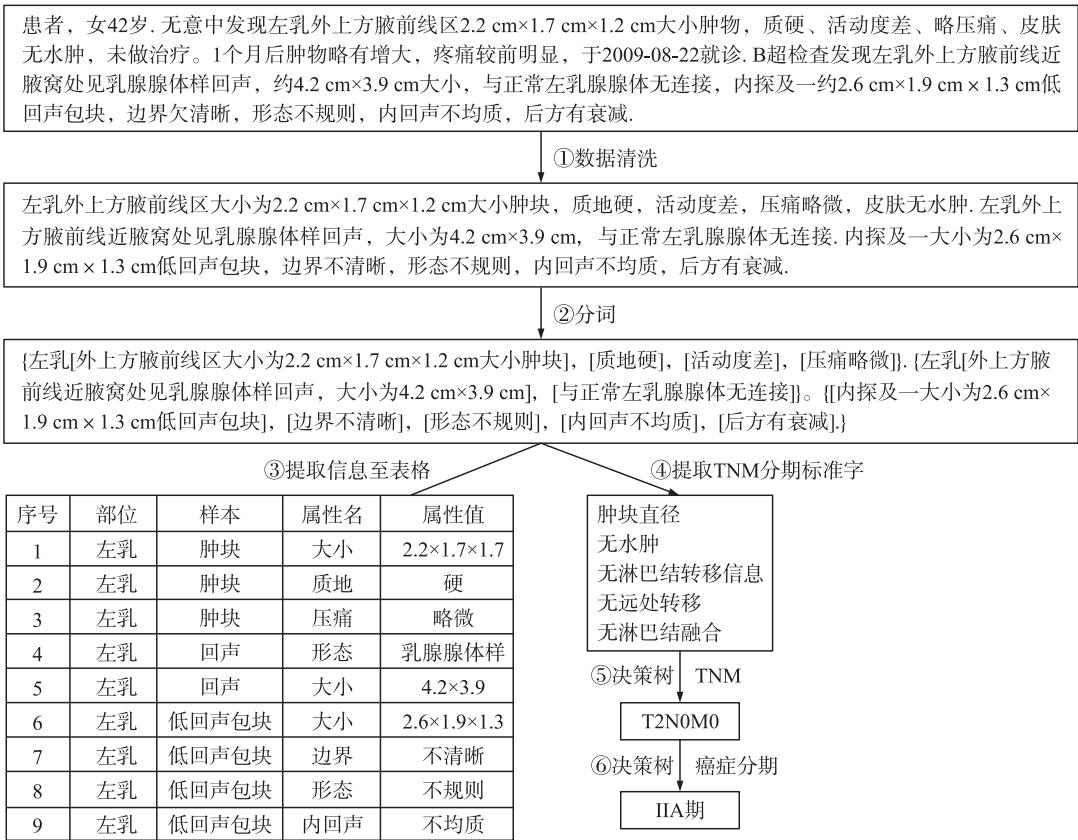 患者，女42岁. 无意中发现左乳外上方腋前线区2.2 cm×1.7 cm×1.2 cm大小肿物，质硬、活动度差、略压痛、皮肤
无水肿，未做治疗。1个月后肿物略有增大，疼痛较前明显，于2009-08-22就诊. B超检查发现左乳外上方腋前线近
腋窝处见乳腺腺体样回声，约4.2 cm×3.9 cm大小，与正常左乳腺腺体无连接，内探及一约2.6 cm×1.9 cm × 1.3 cm低
回声包块，边界欠清晰，形态不规则，内回声不均质，后方有衰减.
①数据清洗
左乳外上方腋前线区大小为2.2 cm×1.7 cm×1.2 cm大小肿块，质地硬，活动度差，压痛略微，皮肤无水肿. 左乳外上
方腋前线近腋窝处见乳腺腺体样回声，大小为4.2 cm×3.9 cm，与正常左乳腺腺体无连接. 内探及一大小为2.6 cm×
1.9 cm × 1.3 cm低回声包块，边界不清晰，形态不规则，内回声不均质，后方有衰减.
②分词
{左乳[外上方腋前线区大小为2.2 cm×1.7 cm×1.2 cm大小肿块]，[质地硬]，[活动度差]，[压痛略微]}. {左乳[外上方腋
前线近腋窝处见乳腺腺体样回声，大小为4.2 cm×3.9 cm]，[与正常左乳腺腺体无连接]}。{[内探及一大小为2.6 cm×
1.9 cm × 1.3 cm低回声包块]，[边界不清晰]，[形态不规则]，[内回声不均质]，[后方有衰减].}
③提取信息至表格
④提取TNM分期标准字
序号 部位 样本 属性名 属性值
1 左乳 肿块 大小 2.2×1.7×1.7
2 左乳 肿块 质地 硬
3 左乳 肿块 压痛 略微
4 左乳 回声 形态 乳腺腺体样
5 左乳 回声 大小 4.2×3.9
6 左乳 低回声包块 大小 2.6×1.9×1.3
7 左乳 低回声包块 边界 不清晰
8 左乳 低回声包块 形态 不规则
9 左乳 低回声包块 内回声 不均质
肿块直径
无水肿
无淋巴结转移信息
无远处转移
无淋巴结融合
⑤决策树 TNM
T2N0M0
⑥决策树 癌症分期
IIA期